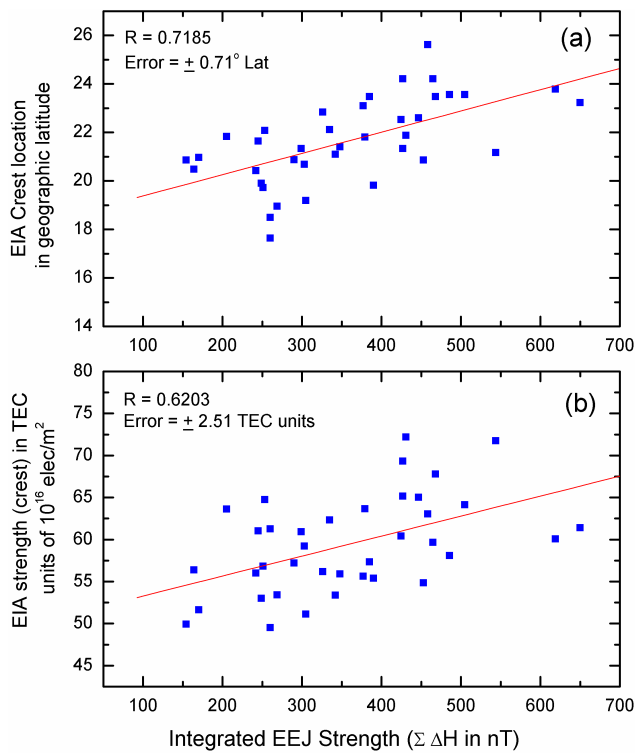 R = 0.7185
(a)
Error = ± 0.71° Lat
EIA Crest location
in geographic latitude
26
24
22
20
18
16
14
100 200 300 400 500 600 700
R = 0.6203
(b)
Error = ± 2.51 TEC units
EIA strength (crest) in TEC
units of 10¹⁶ elec/m²
80
75
70
65
60
55
50
45
100 200 300 400 500 600 700
Integrated EEJ Strength (Σ ΔH in nT)